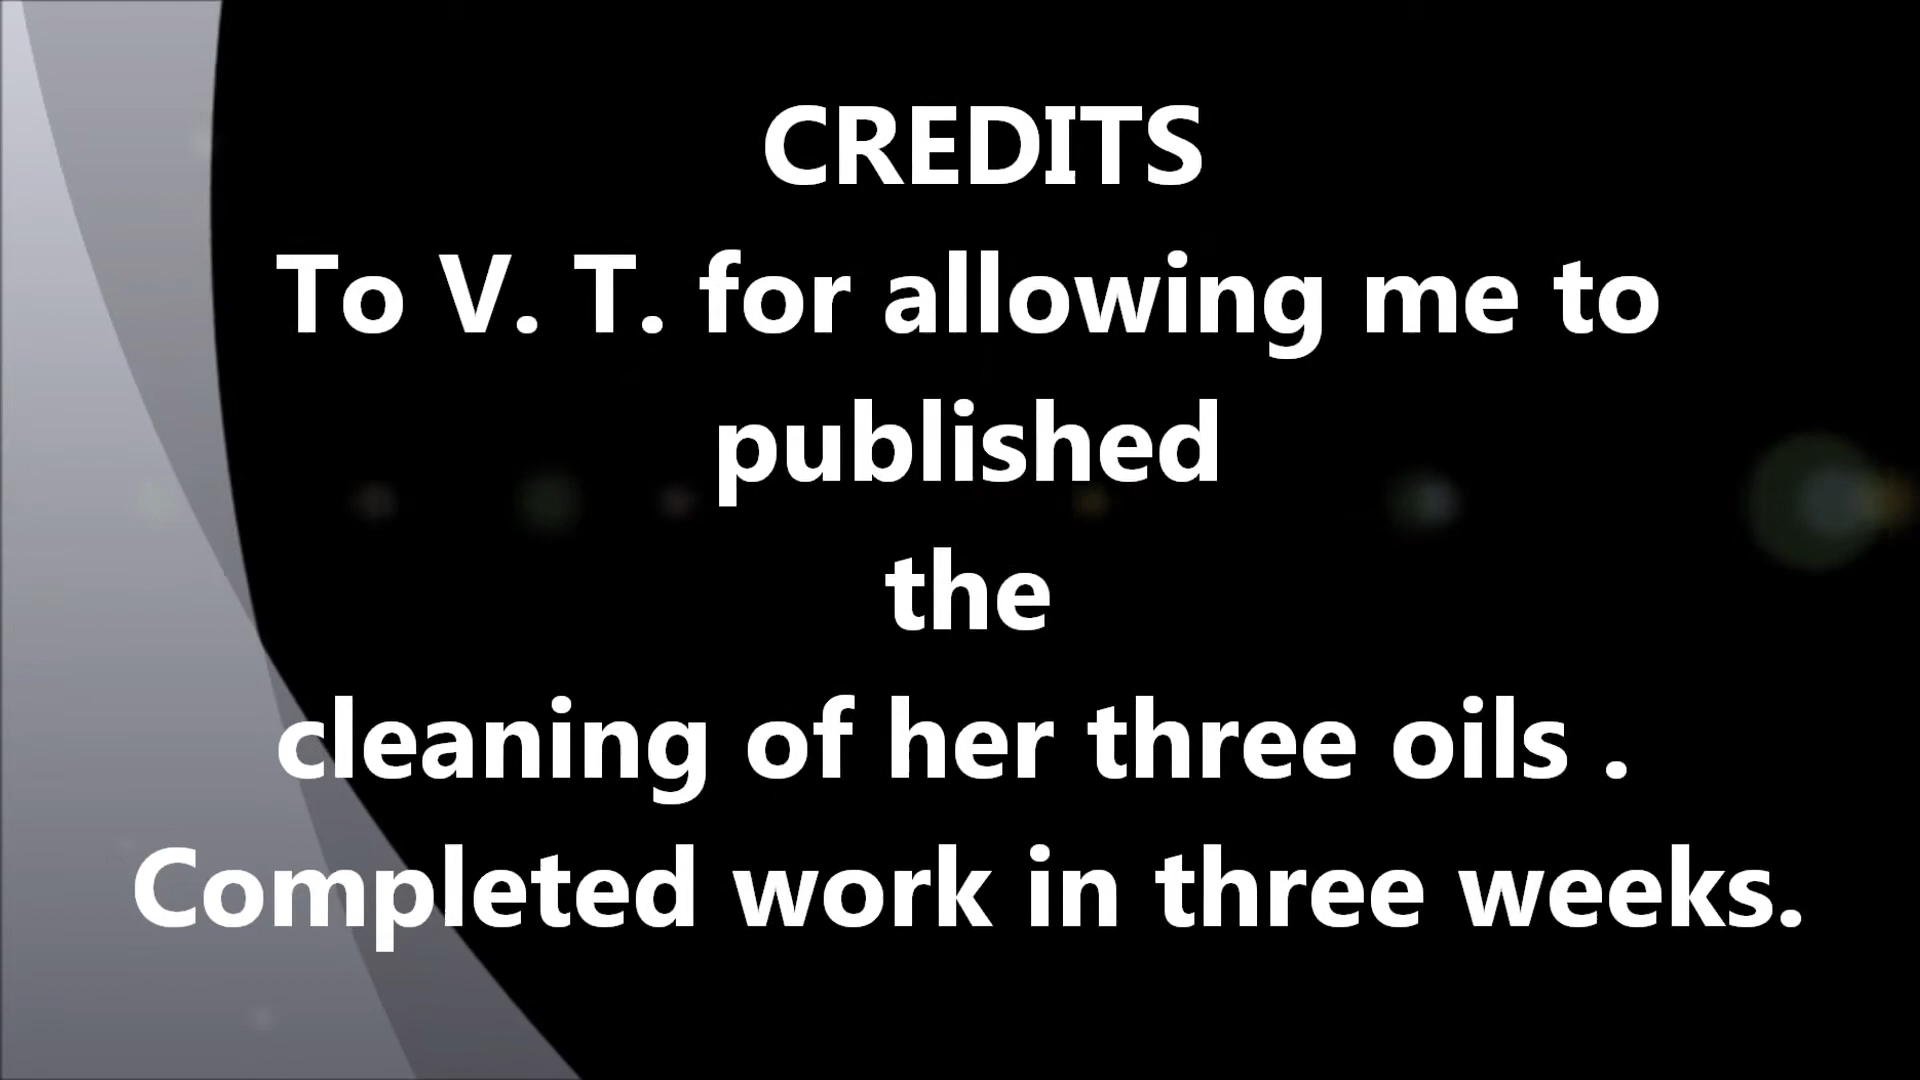 CREDITS
To V. T. for allowing me to
published
the
cleaning of her three oils .
Completed work in three weeks.